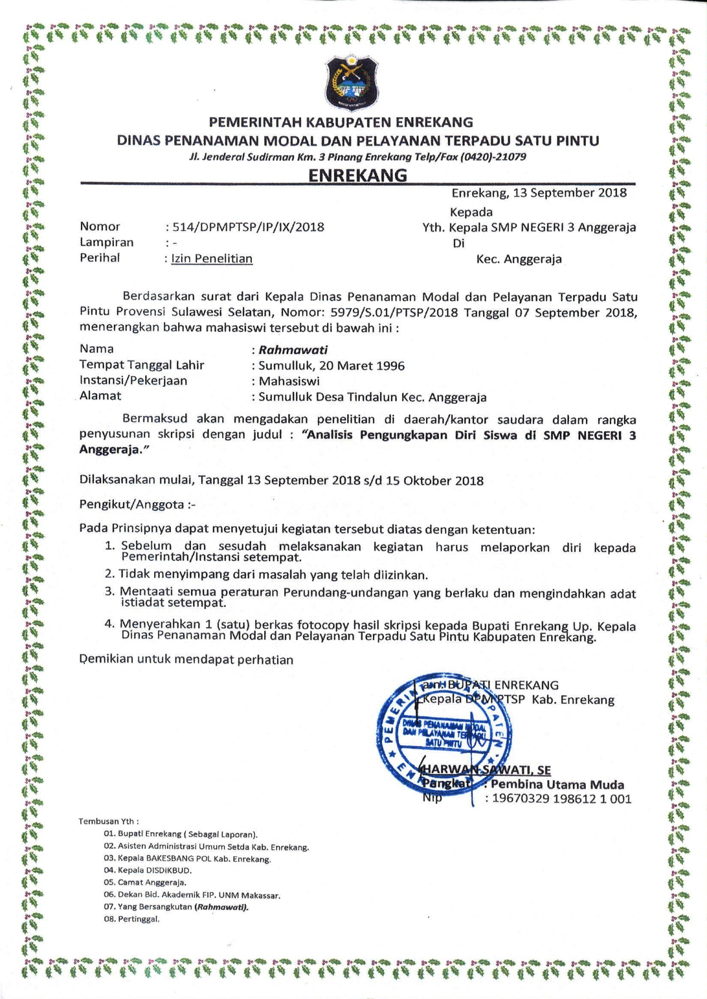 PEMERINTAH KABUPATEN ENREKANG
DINAS PENANAMAN MODAL DAN PELAYANAN TERPADU SATU PINTU
Jl. Jenderal Sudirman Km. 3 Pinang Enrekang Telp/Fax (0420)-21079
ENREKANG
Enrekang, 13 September 2018
Kepada
Nomor : 514/DPMPTSP/IP/IX/2018 Yth. Kepala SMP NEGERI 3 Anggeraja
Lampiran : - Di
Perihal : Izin Penelitian Kec. Anggeraja
Berdasarkan surat dari Kepala Dinas Penanaman Modal dan Pelayanan Terpadu Satu
Pintu Provensi Sulawesi Selatan, Nomor: 5979/S.01/PTSP/2018 Tanggal 07 September 2018,
menerangkan bahwa mahasiswi tersebut di bawah ini :
Nama : Rahmawati
Tempat Tanggal Lahir : Sumulluk, 20 Maret 1996
Instansi/Pekerjaan : Mahasiswi
Alamat : Sumulluk Desa Tindalun Kec. Anggeraja
Bermaksud akan mengadakan penelitian di daerah/kantor saudara dalam rangka
penyusunan skripsi dengan judul : “Analisis Pengungkapan Diri Siswa di SMP NEGERI 3
Anggeraja.”
Dilaksanakan mulai, Tanggal 13 September 2018 s/d 15 Oktober 2018
Pengikut/Anggota :-
Pada Prinsipnya dapat menyetujui kegiatan tersebut diatas dengan ketentuan:
1. Sebelum dan sesudah melaksanakan kegiatan harus melaporkan diri kepada
Pemerintah/Instansi setempat.
2. Tidak menyimpang dari masalah yang telah diizinkan.
3. Mentaati semua peraturan Perundang-undangan yang berlaku dan mengindahkan adat
istiadat setempat.
4. Menyerahkan 1 (satu) berkas fotocopy hasil skripsi kepada Bupati Enrekang Up. Kepala
Dinas Penanaman Modal dan Pelayanan Terpadu Satu Pintu Kabupaten Enrekang.
Demikian untuk mendapat perhatian
a.n. BUPATI ENREKANG
Kepala DPMPTSP Kab. Enrekang
PEMERINTAH KABUPATEN
DINAS PENANAMAN MODAL
DAN PELAYANAN TERPADU
SATU PINTU
ENREKANG
HARWAN SAWATI, SE
Pangkat : Pembina Utama Muda
Nip : 19670329 198612 1 001
Tembusan Yth :
01. Bupati Enrekang ( Sebagai Laporan).
02. Asisten Administrasi Umum Setda Kab. Enrekang.
03. Kepala BAKESBANG POL Kab. Enrekang.
04. Kepala DISDIKBUD.
05. Camat Anggeraja.
06. Dekan Bid. Akademik FIP. UNM Makassar.
07. Yang Bersangkutan (Rahmawati).
08. Pertinggal.